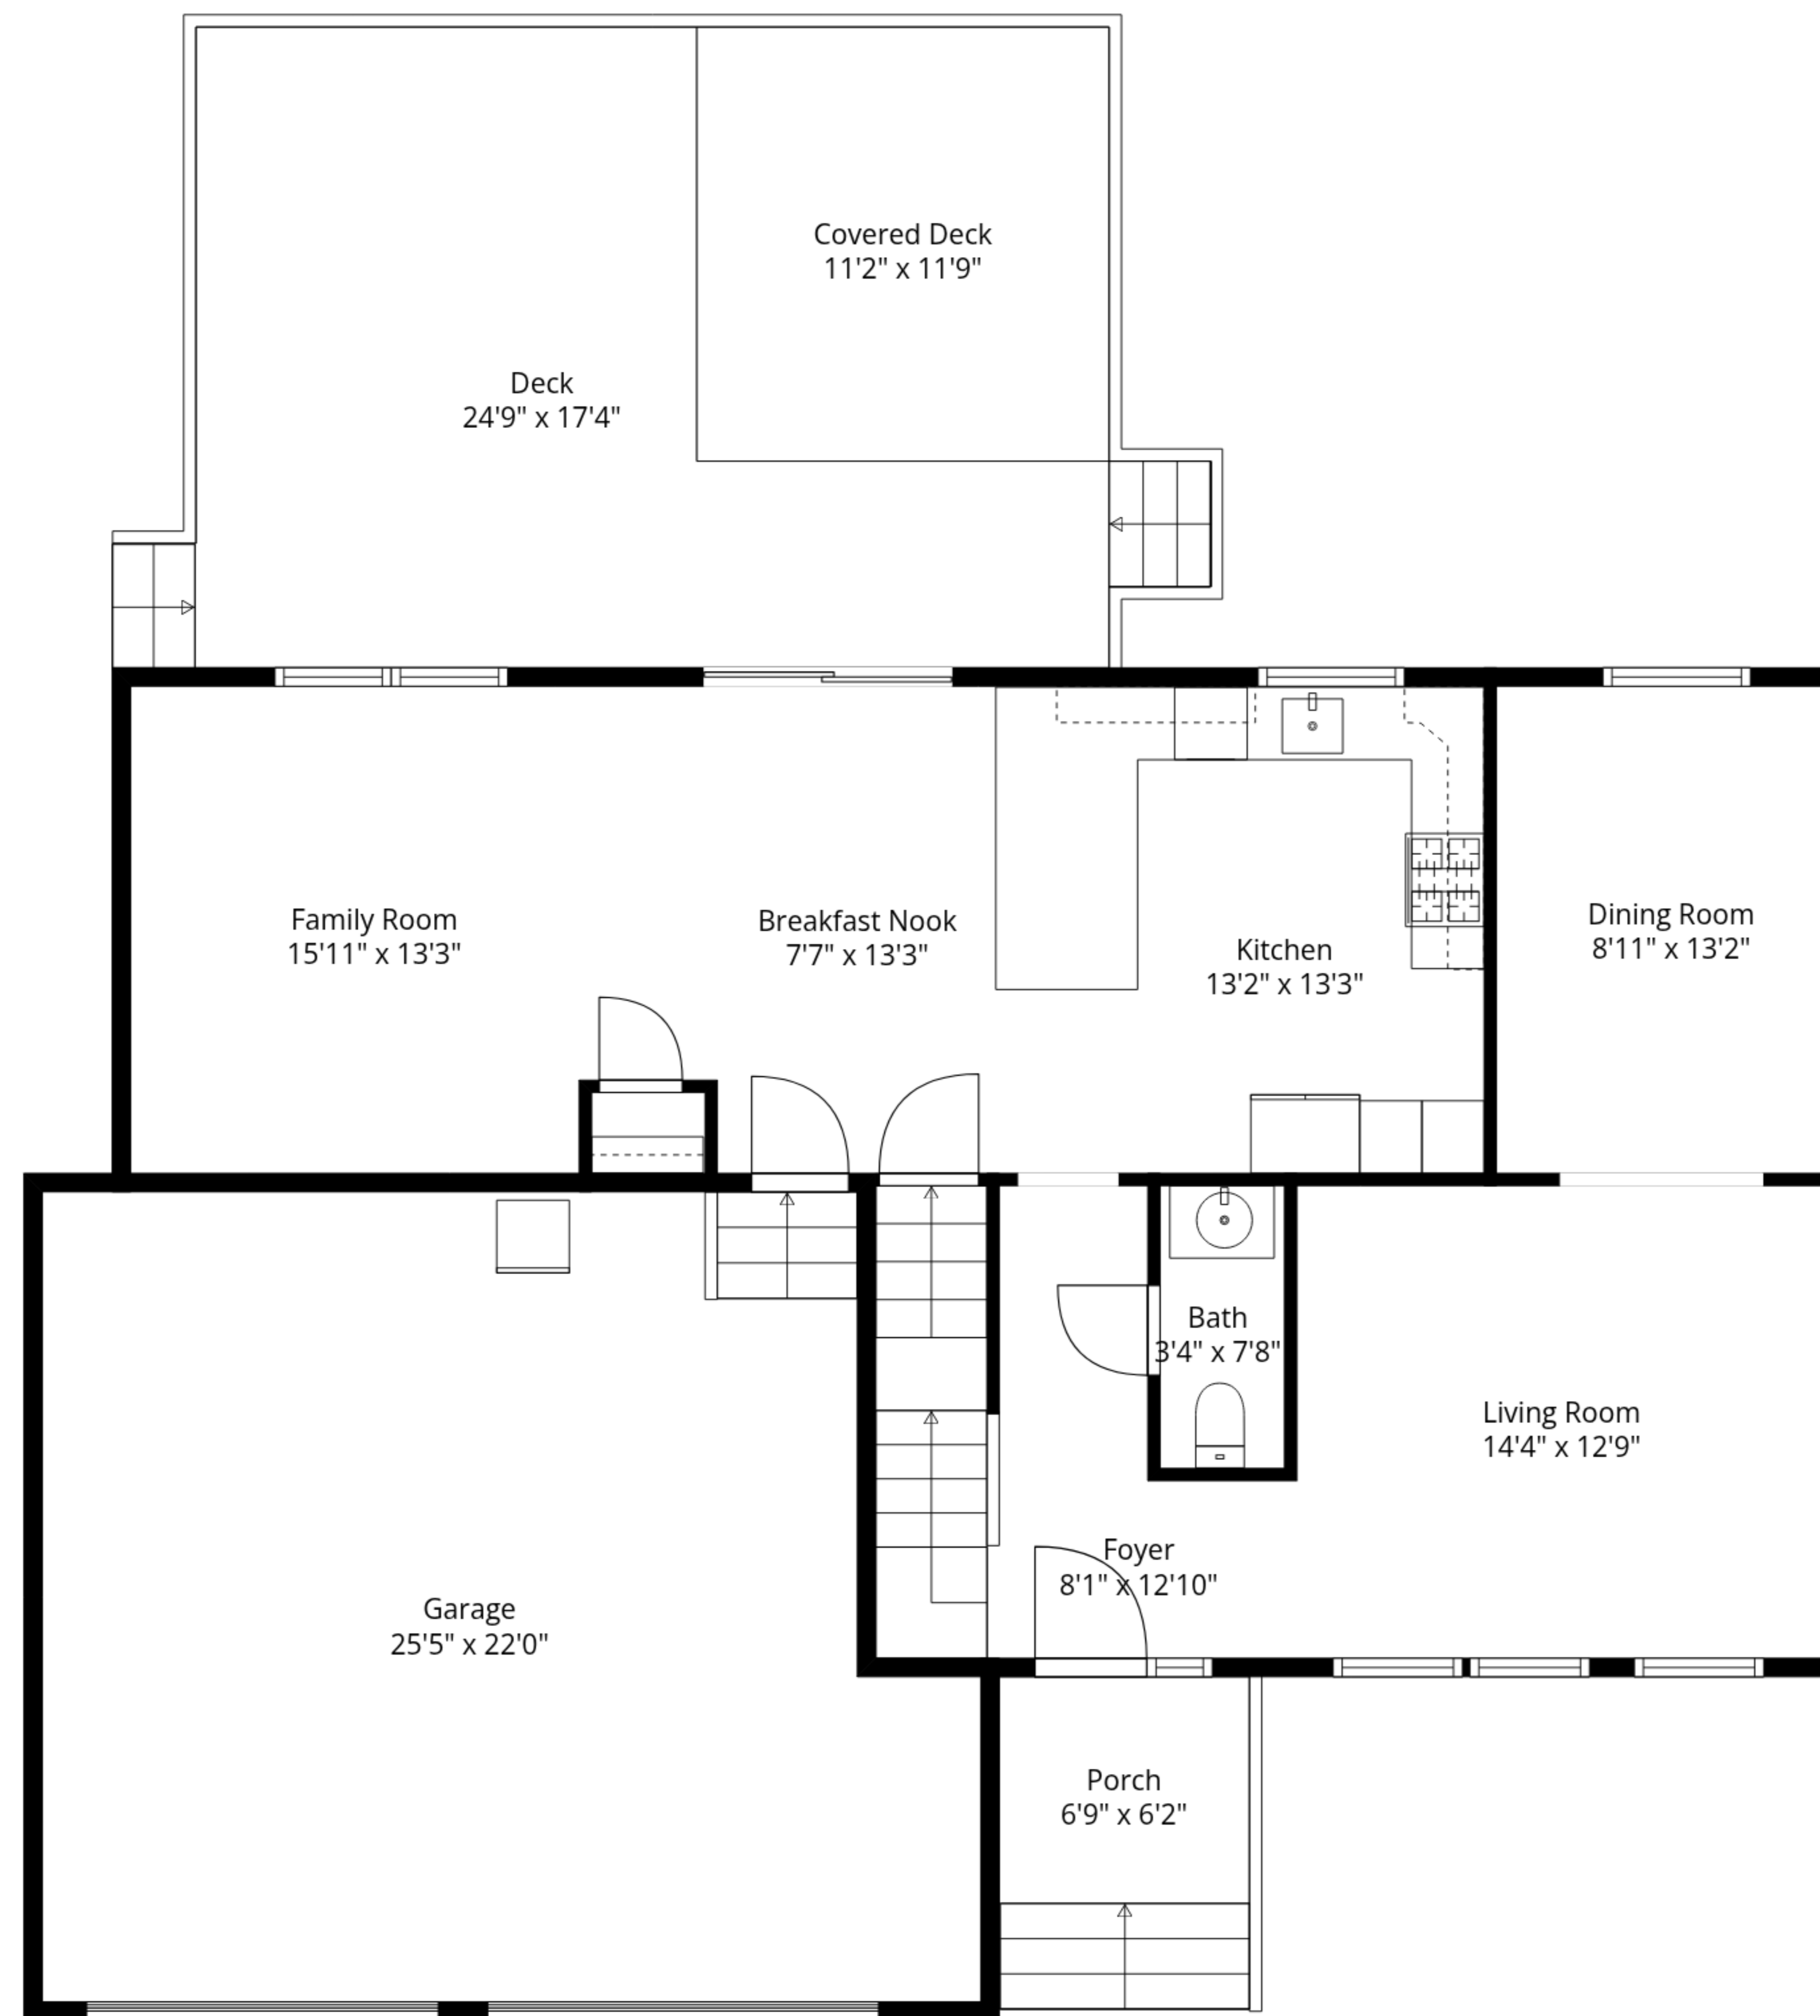 Covered Deck
11'2" x 11'9"
Deck
24'9" x 17'4"
Family Room
15'11" x 13'3"
Breakfast Nook
7'7" x 13'3"
Kitchen
13'2" x 13'3"
Dining Room
8'11" x 13'2"
Bath
3'4" x 7'8"
Living Room
14'4" x 12'9"
Foyer
8'1" x 12'10"
Garage
25'5" x 22'0"
Porch
6'9" x 6'2"